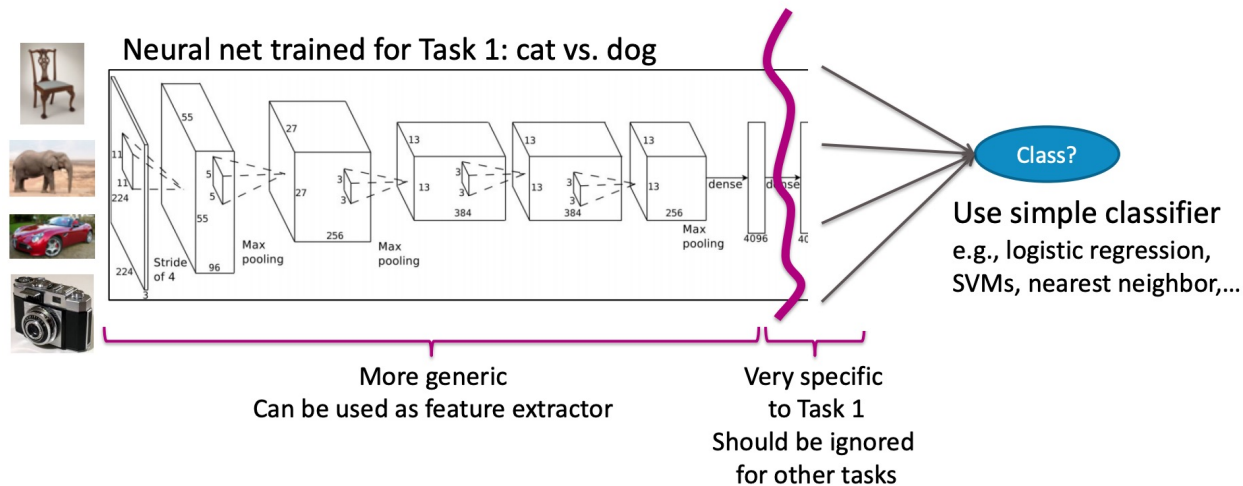 Neural net trained for Task 1: cat vs. dog
11
11
224
224
3
Stride
of 4
55
5
5
55
96
Max
pooling
27
27
256
3
3
Max
pooling
13
13
384
3
3
13
13
384
3
3
13
13
256
Max
pooling
dense
4096
dense
Class?
Use simple classifier
e.g., logistic regression,
SVMs, nearest neighbor,...
More generic
Can be used as feature extractor
Very specific
to Task 1
Should be ignored
for other tasks